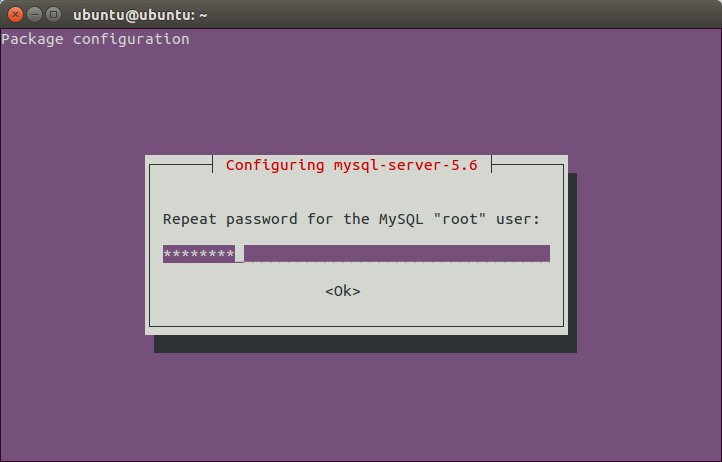 ubuntu@ubuntu: ~
Package configuration
Configuring mysql-server-5.6
Repeat password for the MySQL "root" user:
********_
<Ok>